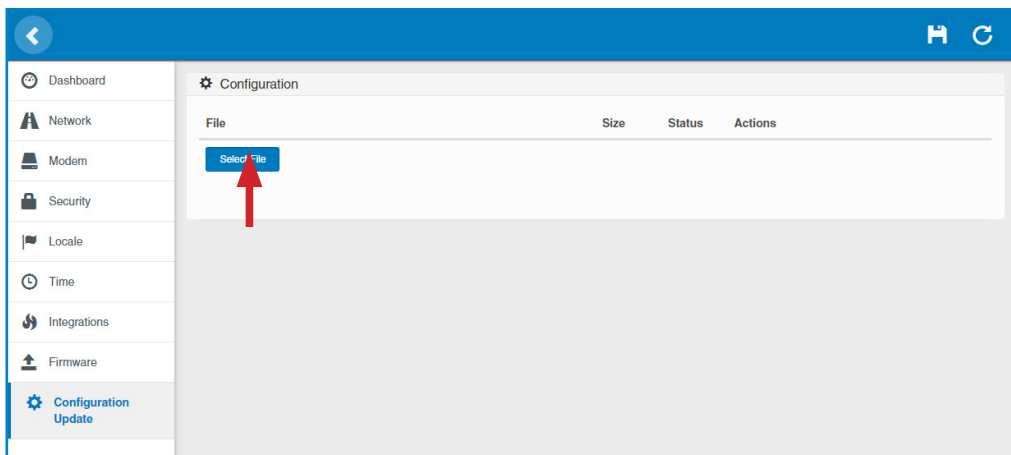 Dashboard
Network
Modem
Security
Locale
Time
Integrations
Firmware
Configuration
Update
Configuration
File Size Status Actions
Select File